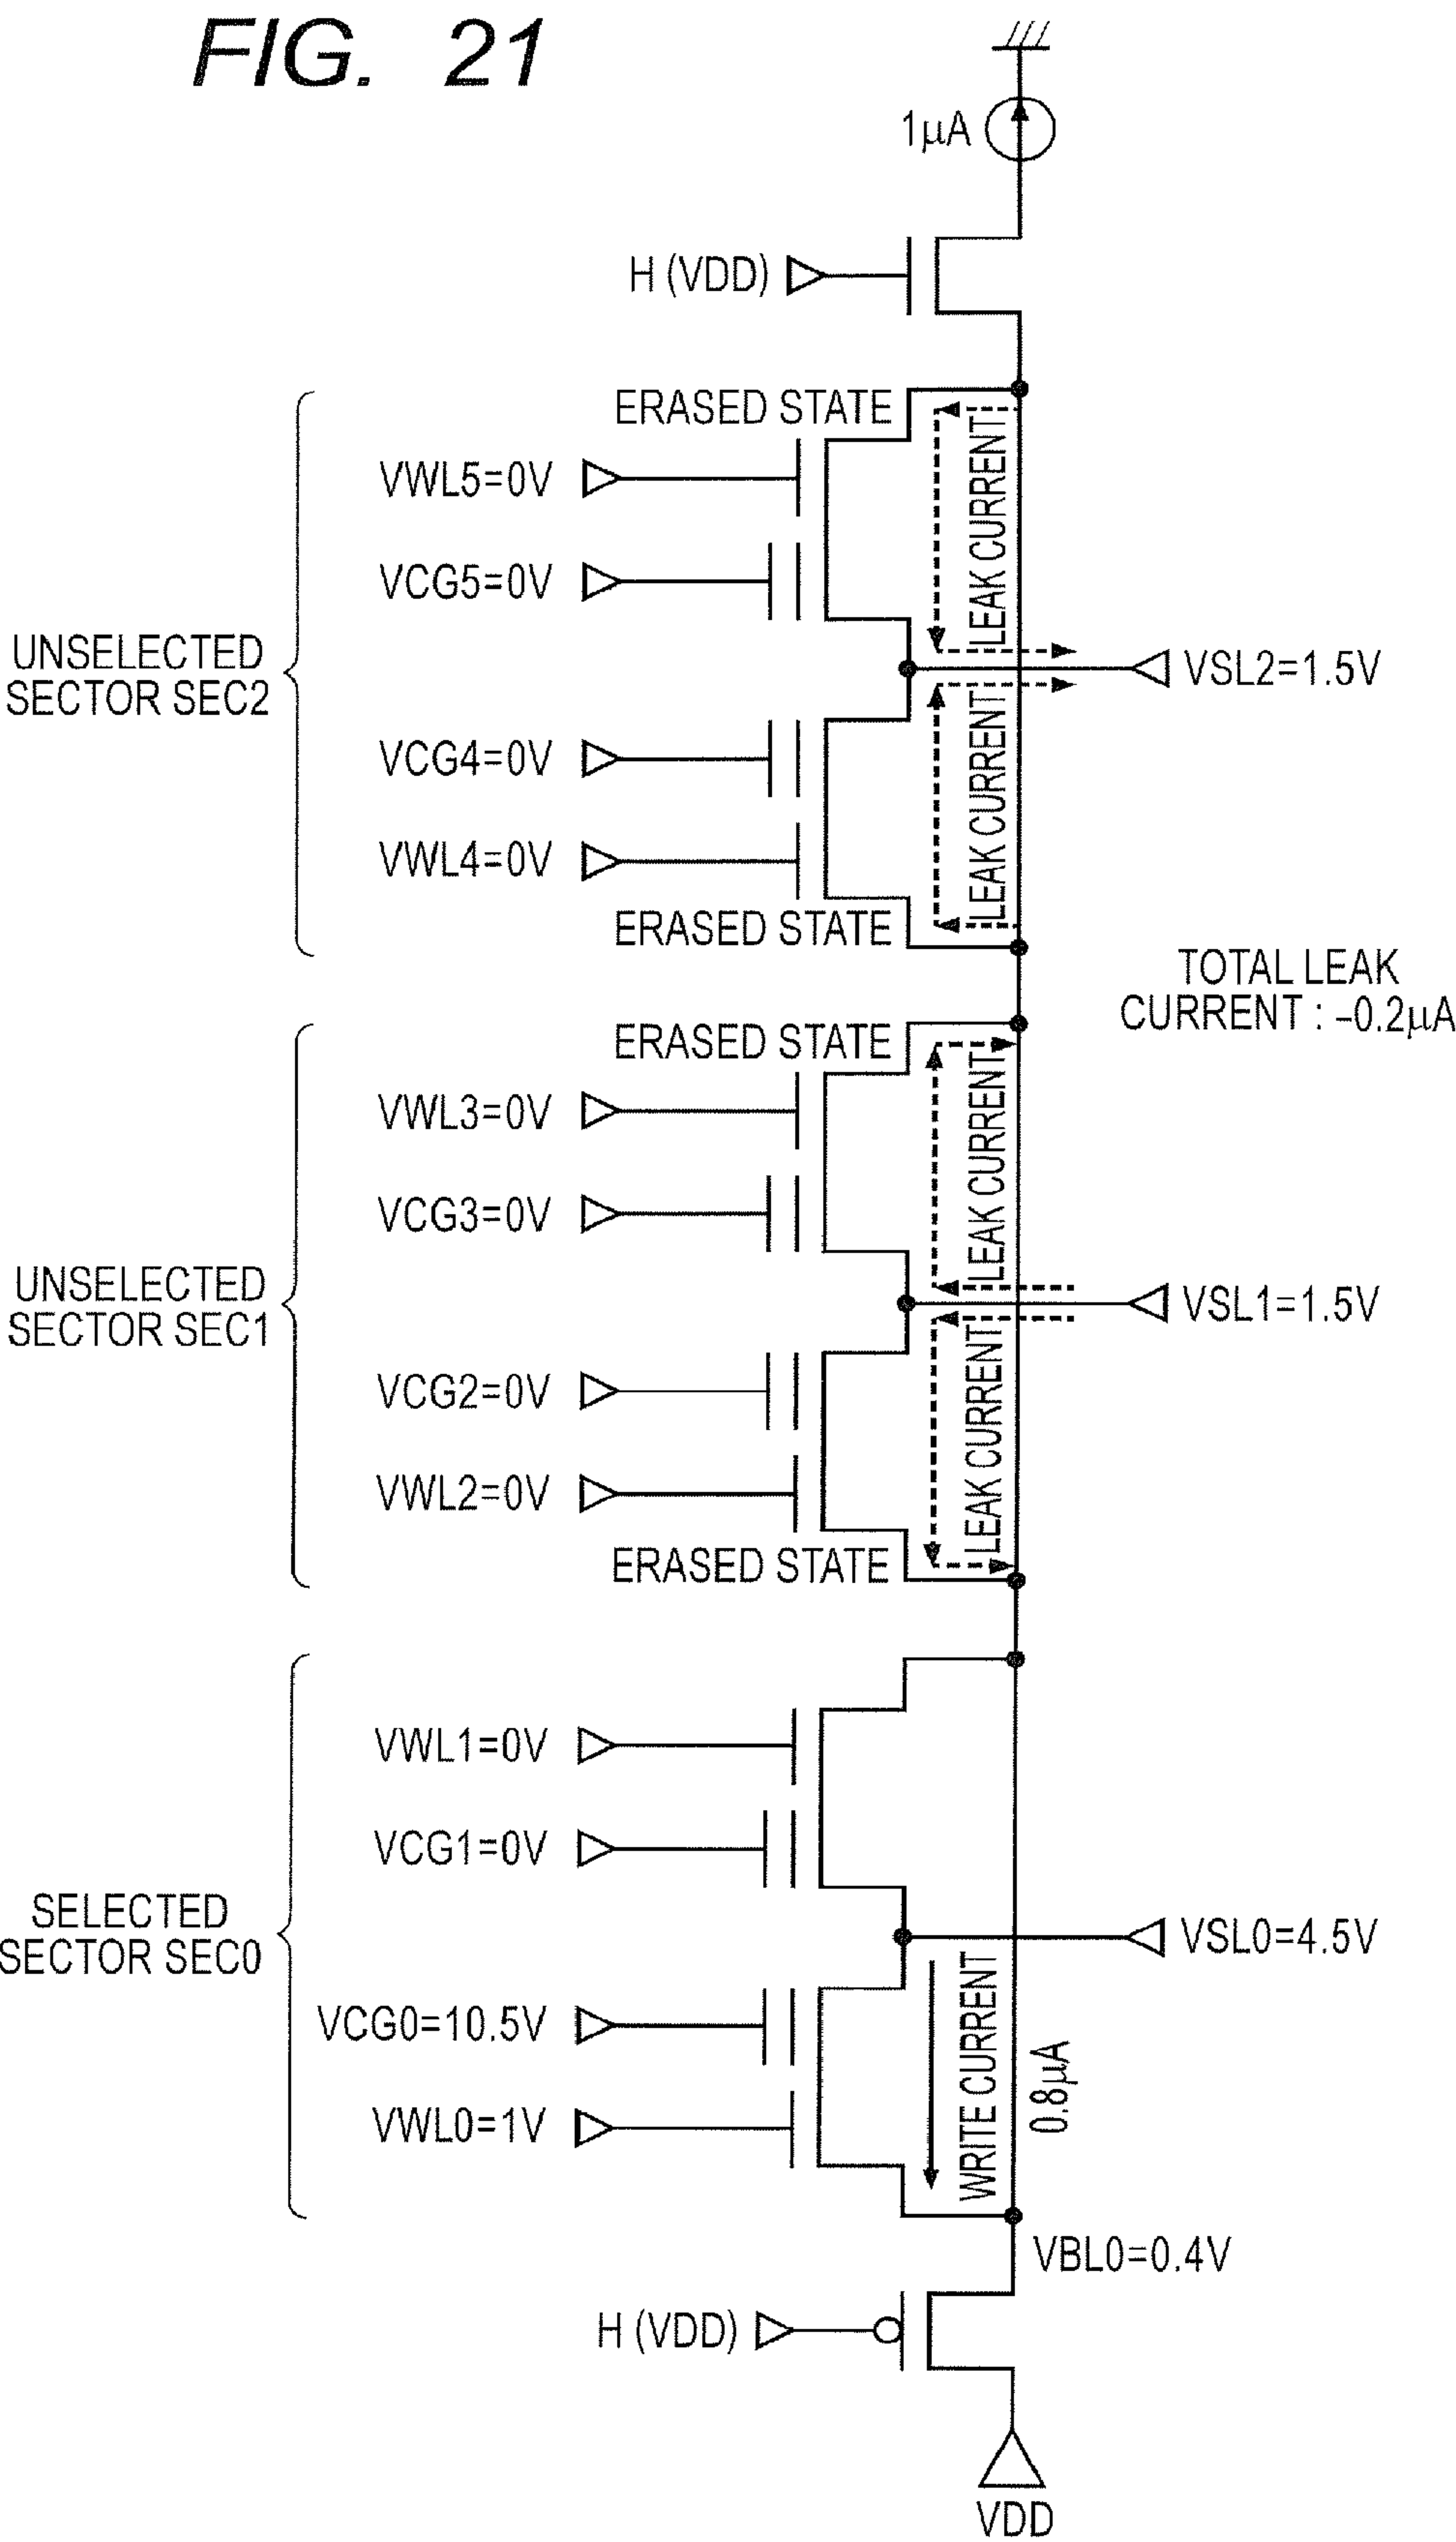 FIG. 21
1μA
H (VDD)
ERASED STATE
VWL5=0V
LEAK CURRENT
VCG5=0V
UNSELECTED
SECTOR SEC2
VSL2=1.5V
VCG4=0V
LEAK CURRENT
VWL4=0V
ERASED STATE
TOTAL LEAK
CURRENT : –0.2μA
ERASED STATE
VWL3=0V
LEAK CURRENT
VCG3=0V
UNSELECTED
SECTOR SEC1
VSL1=1.5V
VCG2=0V
LEAK CURRENT
VWL2=0V
ERASED STATE
VWL1=0V
VCG1=0V
SELECTED
SECTOR SEC0
VSL0=4.5V
VCG0=10.5V
WRITE CURRENT
0.8μA
VWL0=1V
VBL0=0.4V
H (VDD)
VDD